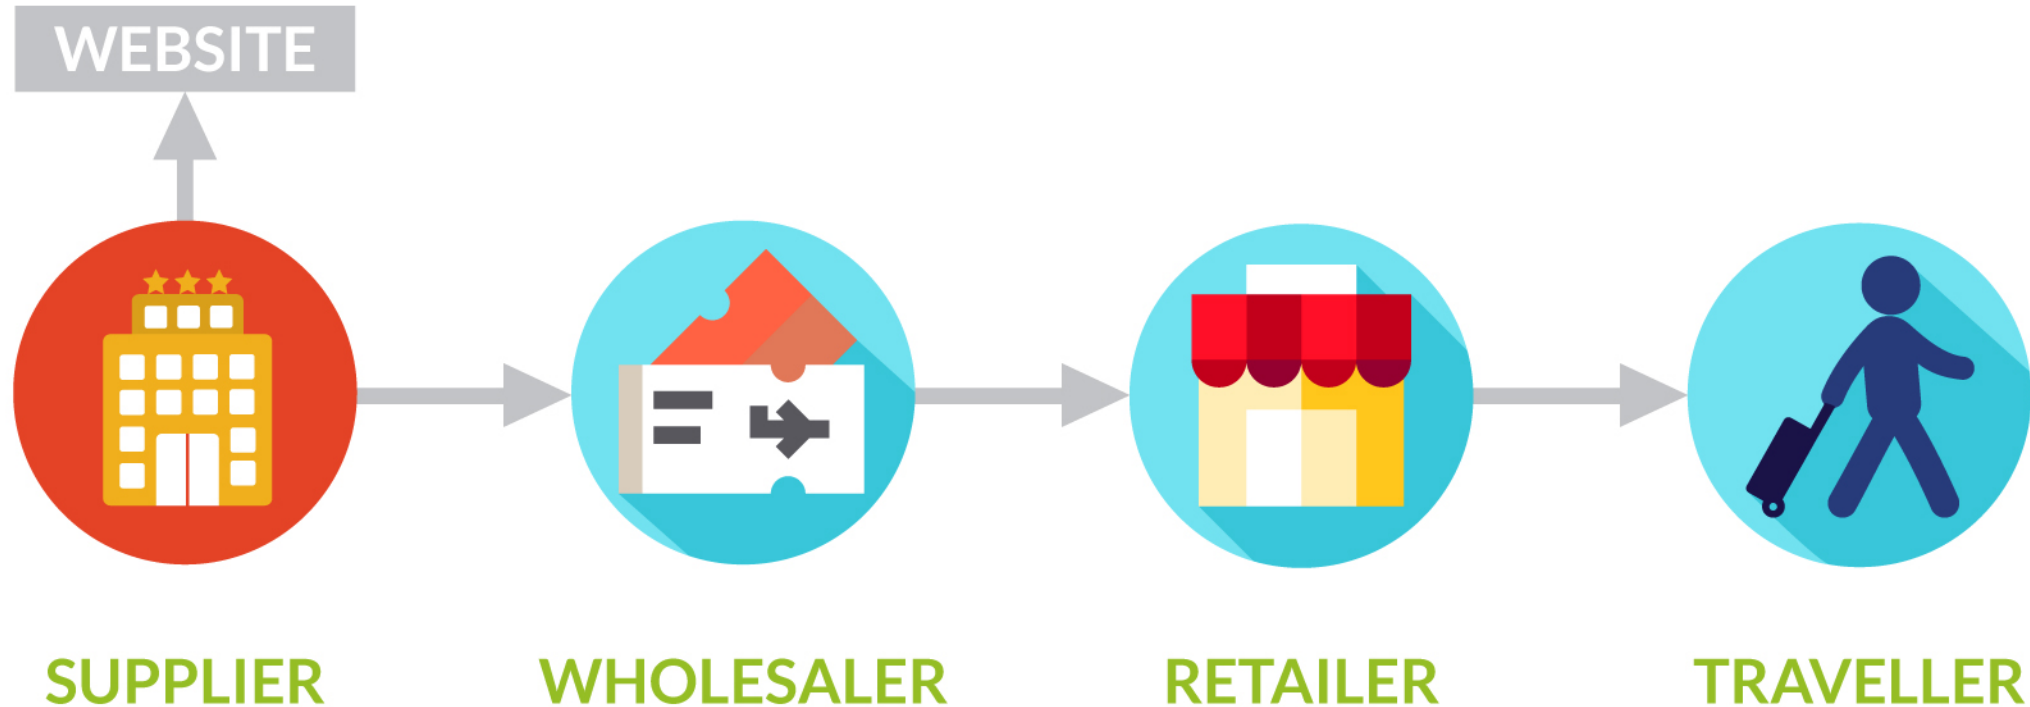 WEBSITE
SUPPLIER
WHOLESALER
RETAILER
TRAVELLER